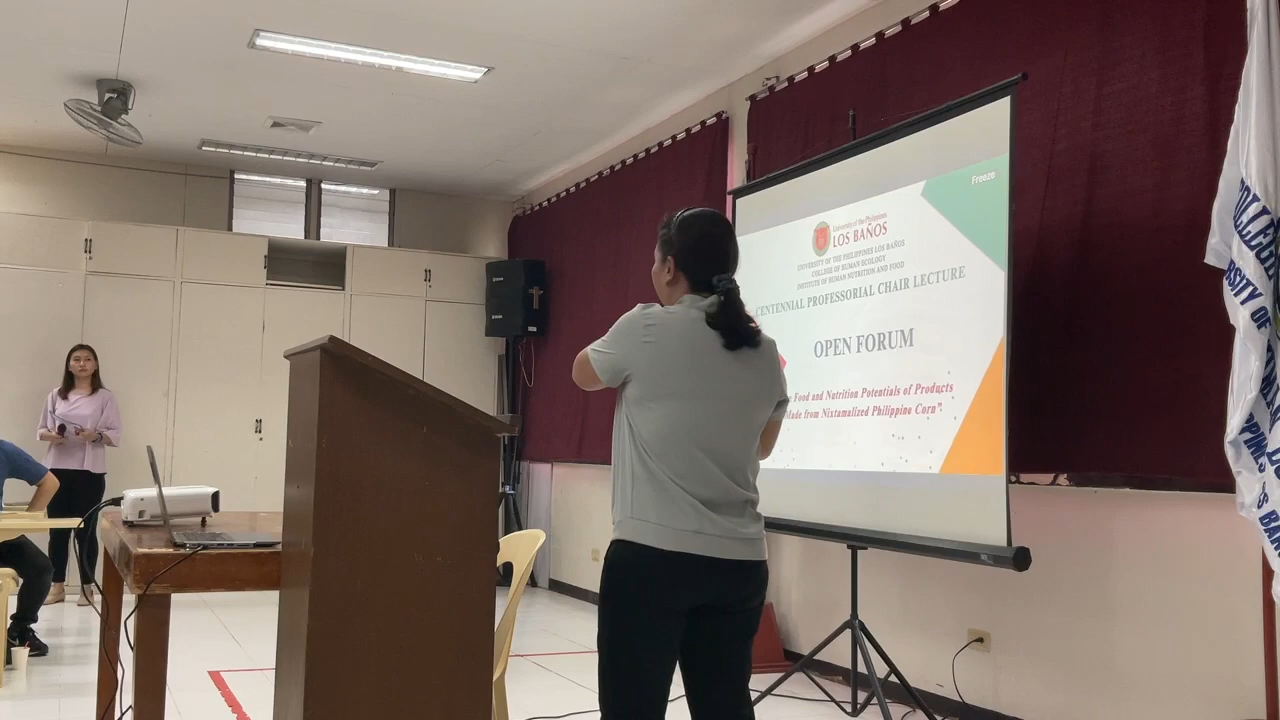 Freeze
University of the Philippines
LOS BAÑOS
UNIVERSITY OF THE PHILIPPINES LOS BAÑOS
COLLEGE OF HUMAN ECOLOGY
INSTITUTE OF HUMAN NUTRITION AND FOOD
CENTENNIAL PROFESSORIAL CHAIR LECTURE
OPEN FORUM
Food and Nutrition Potentials of Products
Made from Nixtamalized Philippine Corn"